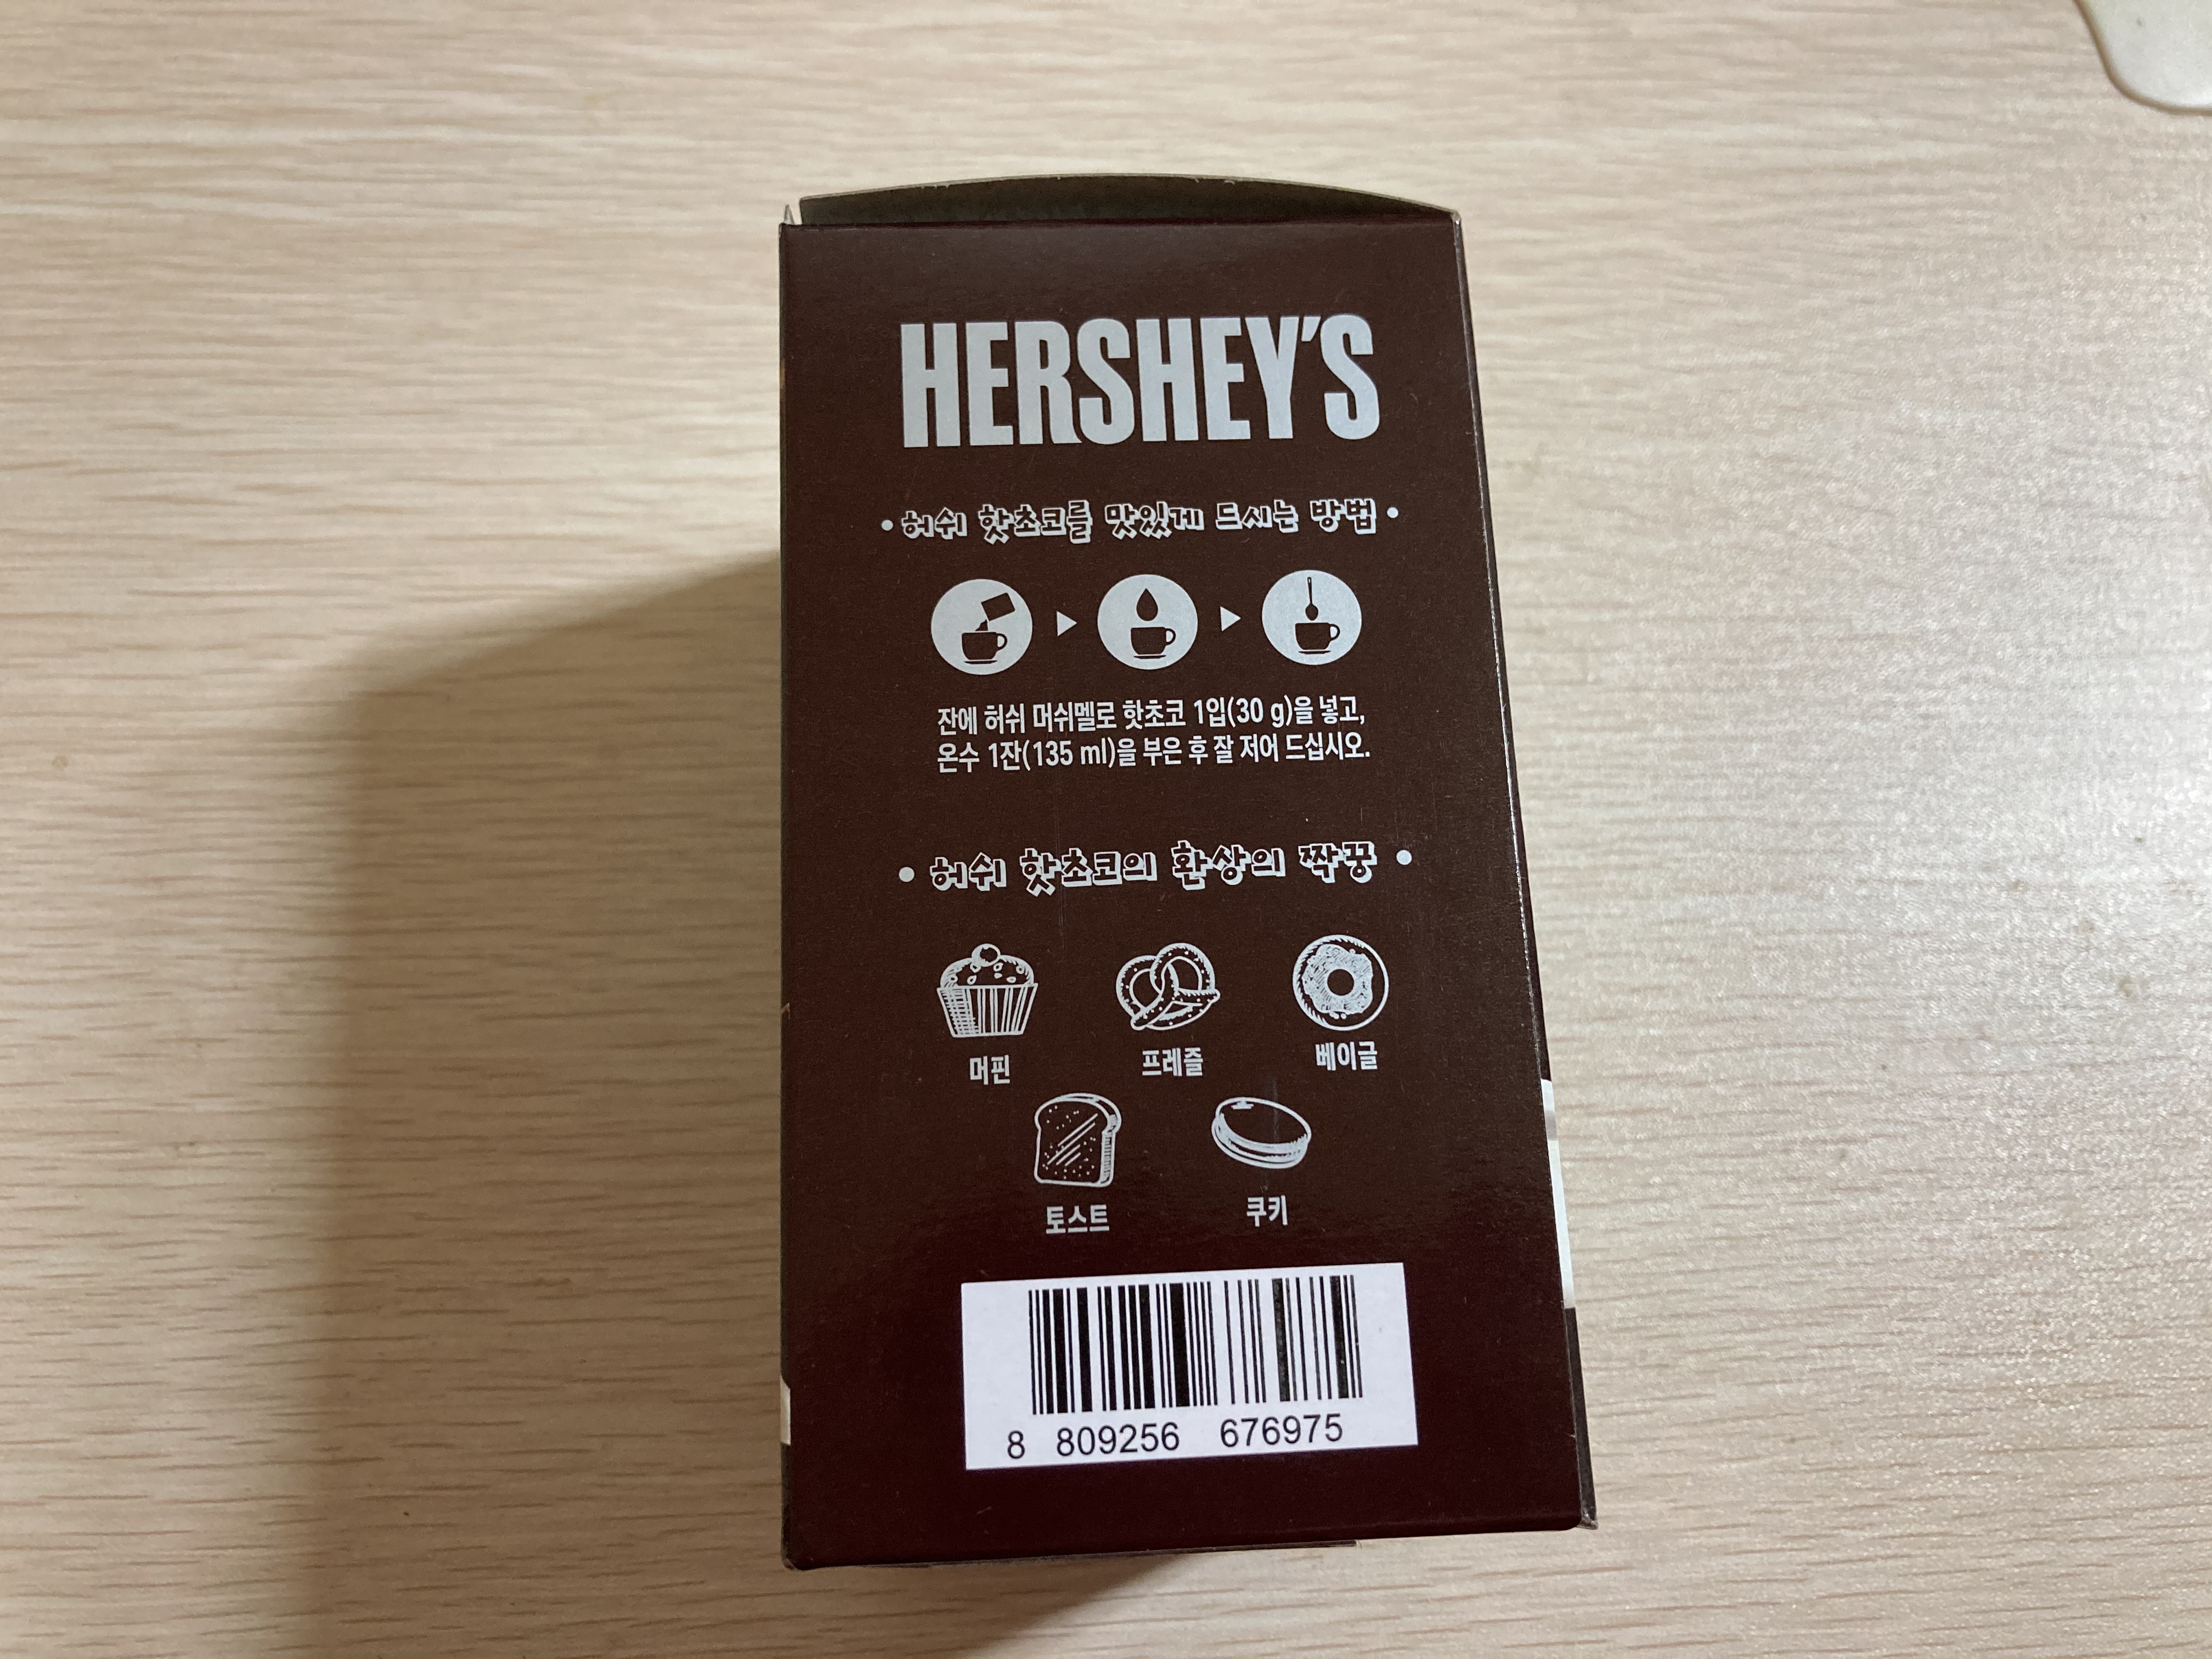 HERSHEY'S
• 허쉬 핫초코를 맛있게 드시는 방법 •
잔에 허쉬 머쉬멜로 핫초코 1입(30 g)을 넣고,
온수 1잔(135 ml)을 부은 후 잘 저어 드십시오.
• 허쉬 핫초코의 환상의 짝꿍 •
머핀 프레즐 베이글
토스트 쿠키
8 809256 676975